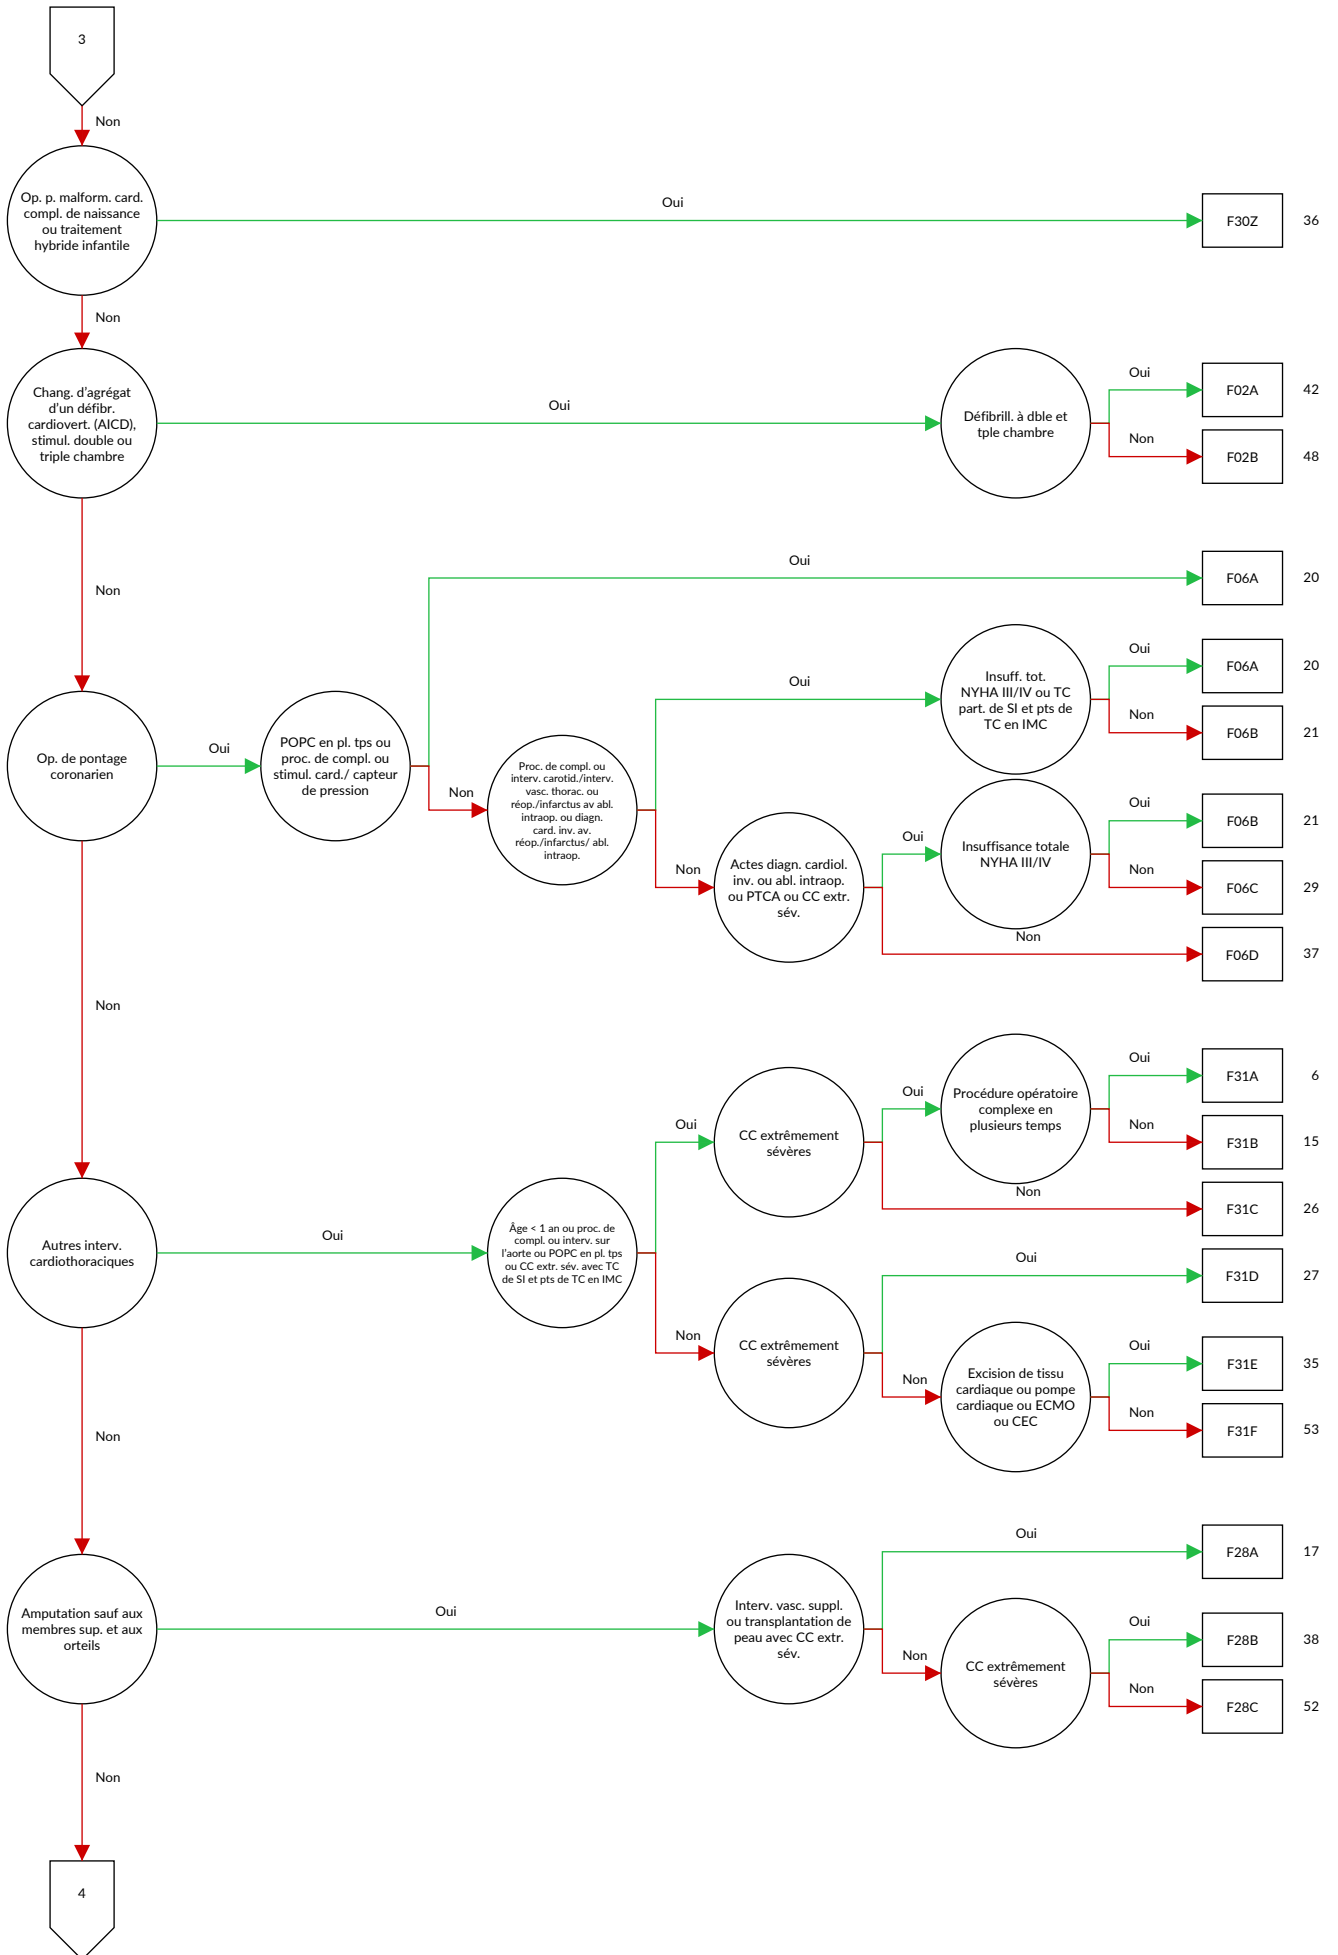 3
Non
Op. p. malform. card.
compl. de naissance
ou traitement
hybride infantile
Oui
F30Z
36
Non
Chang. d'agrégat
d'un défibr.
cardiovert. (AICD),
stimul. double ou
triple chambre
Oui
Défibrill. à dble et
tple chambre
Oui
F02A
42
Non
F02B
48
Non
Op. de pontage
coronarien
Oui
POPC en pl. tps ou
proc. de compl. ou
stimul. card./ capteur
de pression
Oui
F06A
20
Non
Proc. de compl. ou
interv. carotid./interv.
vasc. thorac. ou
réop./infarctus av abl.
intraop. ou diagn.
card. inv. av.
réop./infarctus/ abl.
intraop.
Oui
Insuff. tot.
NYHA III/IV ou TC
part. de SI et pts de
TC en IMC
Oui
F06A
20
Non
F06B
21
Non
Actes diagn. cardiol.
inv. ou abl. intraop.
ou PTCA ou CC extr.
sév.
Oui
Insuffisance totale
NYHA III/IV
Oui
F06B
21
Non
F06C
29
Non
F06D
37
Non
Autres interv.
cardiothoraciques
Oui
Âge < 1 an ou proc. de
compl. ou interv. sur
l'aorte ou POPC en pl. tps
ou CC extr. sév. avec TC
de SI et pts de TC en IMC
Oui
CC extrêmement
sévères
Oui
Procédure opératoire
complexe en
plusieurs temps
Oui
F31A
6
Non
F31B
15
Non
F31C
26
Non
CC extrêmement
sévères
Oui
F31D
27
Non
Excision de tissu
cardiaque ou pompe
cardiaque ou ECMO
ou CEC
Oui
F31E
35
Non
F31F
53
Non
Amputation sauf aux
membres sup. et aux
orteils
Oui
Interv. vasc. suppl.
ou transplantation de
peau avec CC extr.
sév.
Oui
F28A
17
Non
CC extrêmement
sévères
Oui
F28B
38
Non
F28C
52
Non
4